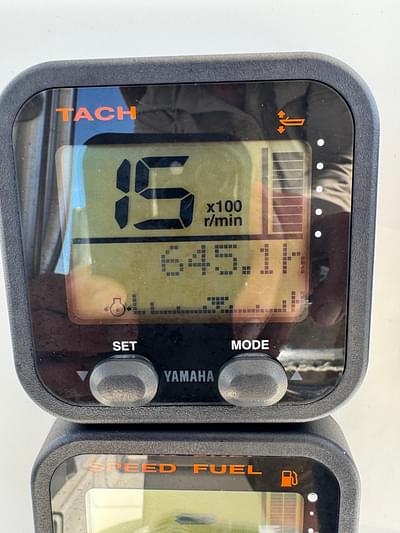 TACH
15
x100
r/min
645.1h
SET
MODE
YAMAHA
SPEED FUEL